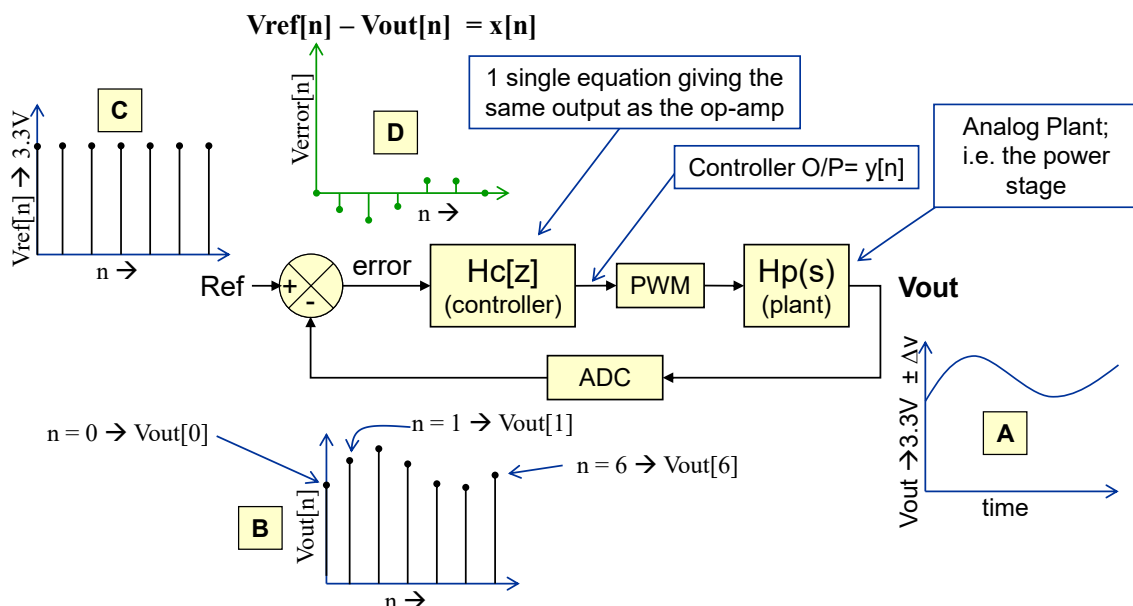 Vref[n] – Vout[n] = x[n]
C
Vref[n] → 3.3V
n →
Verror[n]
D
n →
1 single equation giving the
same output as the op-amp
Controller O/P= y[n]
Analog Plant;
i.e. the power
stage
Ref
+
-
error
Hc[z]
(controller)
PWM
Hp(s)
(plant)
Vout
ADC
Vout →3.3V ± Δv
A
time
n = 0 → Vout[0]
n = 1 → Vout[1]
n = 6 → Vout[6]
B
Vout[n]
n →